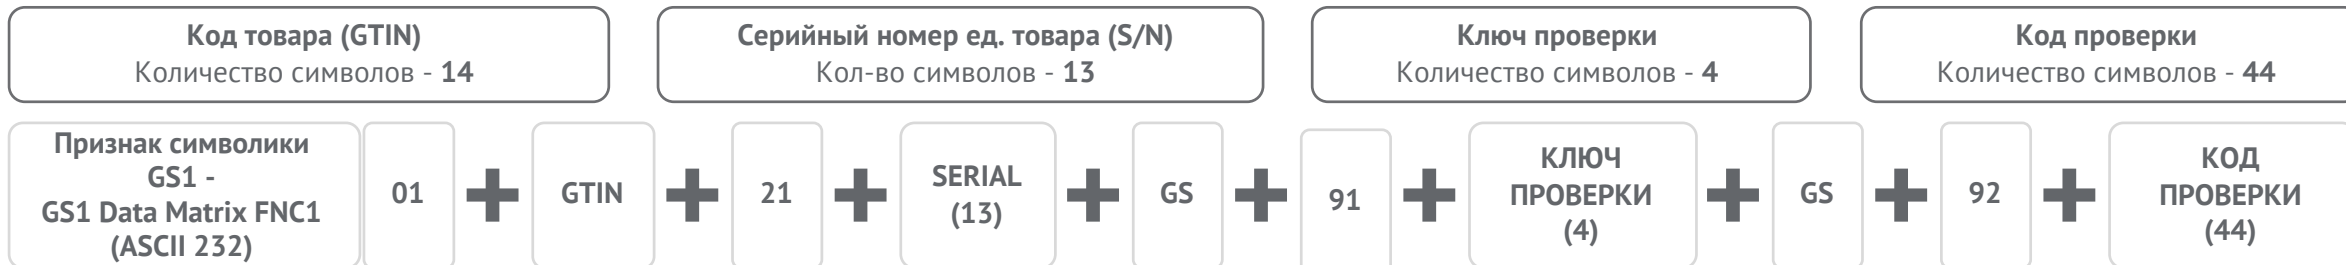 Код товара (GTIN)
Количество символов - 14
Серийный номер ед. товара (S/N)
Кол-во символов - 13
Ключ проверки
Количество символов - 4
Код проверки
Количество символов - 44
Признак символики
GS1 -
GS1 Data Matrix FNC1
(ASCII 232)
01
+
GTIN
+
21
+
SERIAL
(13)
+
GS
+
91
+
КЛЮЧ
ПРОВЕРКИ
(4)
+
GS
+
92
+
КОД
ПРОВЕРКИ
(44)